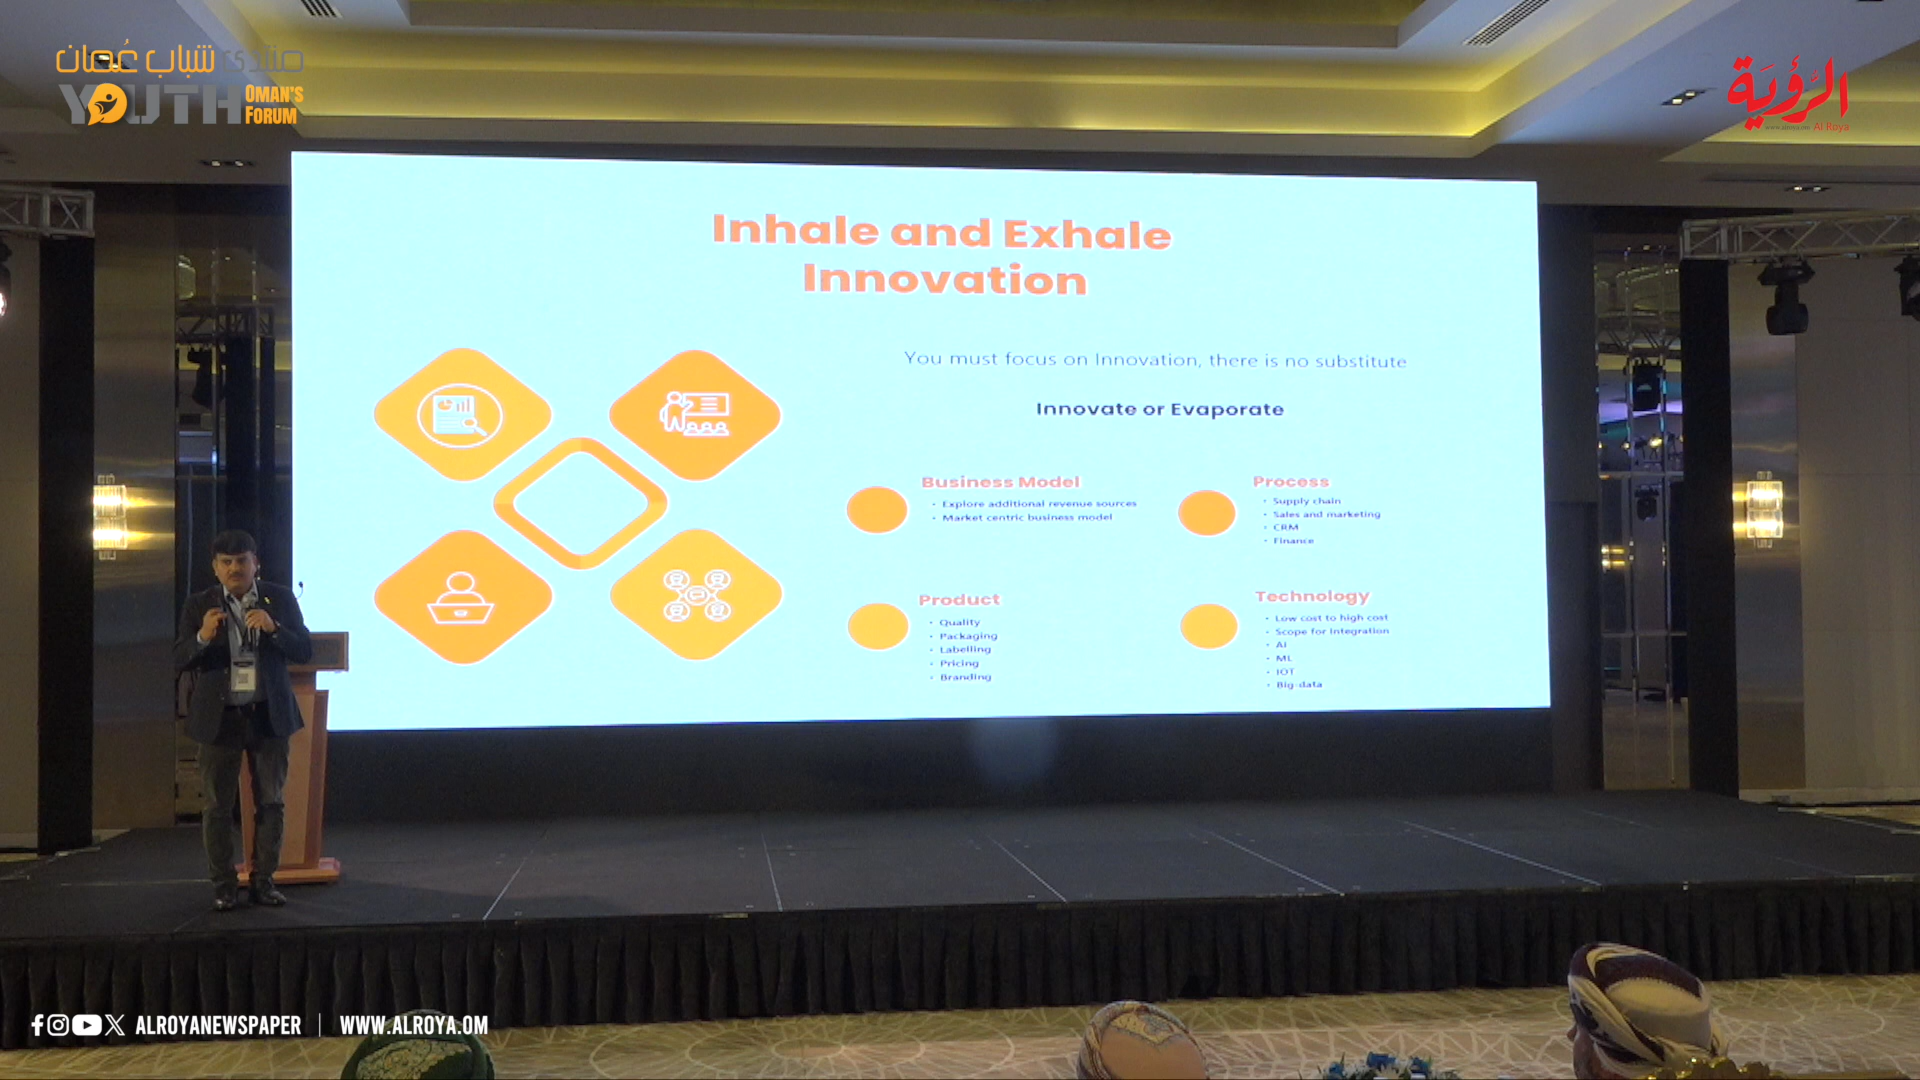 منتدى شباب عُمان
YOUTH OMAN'S FORUM
الرؤية
www.alroya.om Al Roya
Inhale and Exhale
Innovation
You must focus on Innovation, there is no substitute
Innovate or Evaporate
Business Model
• Explore additional revenue sources
• Market centric business model
Process
• Supply chain
• Sales and marketing
• CRM
• Finance
Product
• Quality
• Packaging
• Labelling
• Pricing
• Branding
Technology
• Low cost to high cost
• Scope for Integration
• AI
• ML
• IOT
• Big-data
ALROYANEWSPAPER | WWW.ALROYA.OM